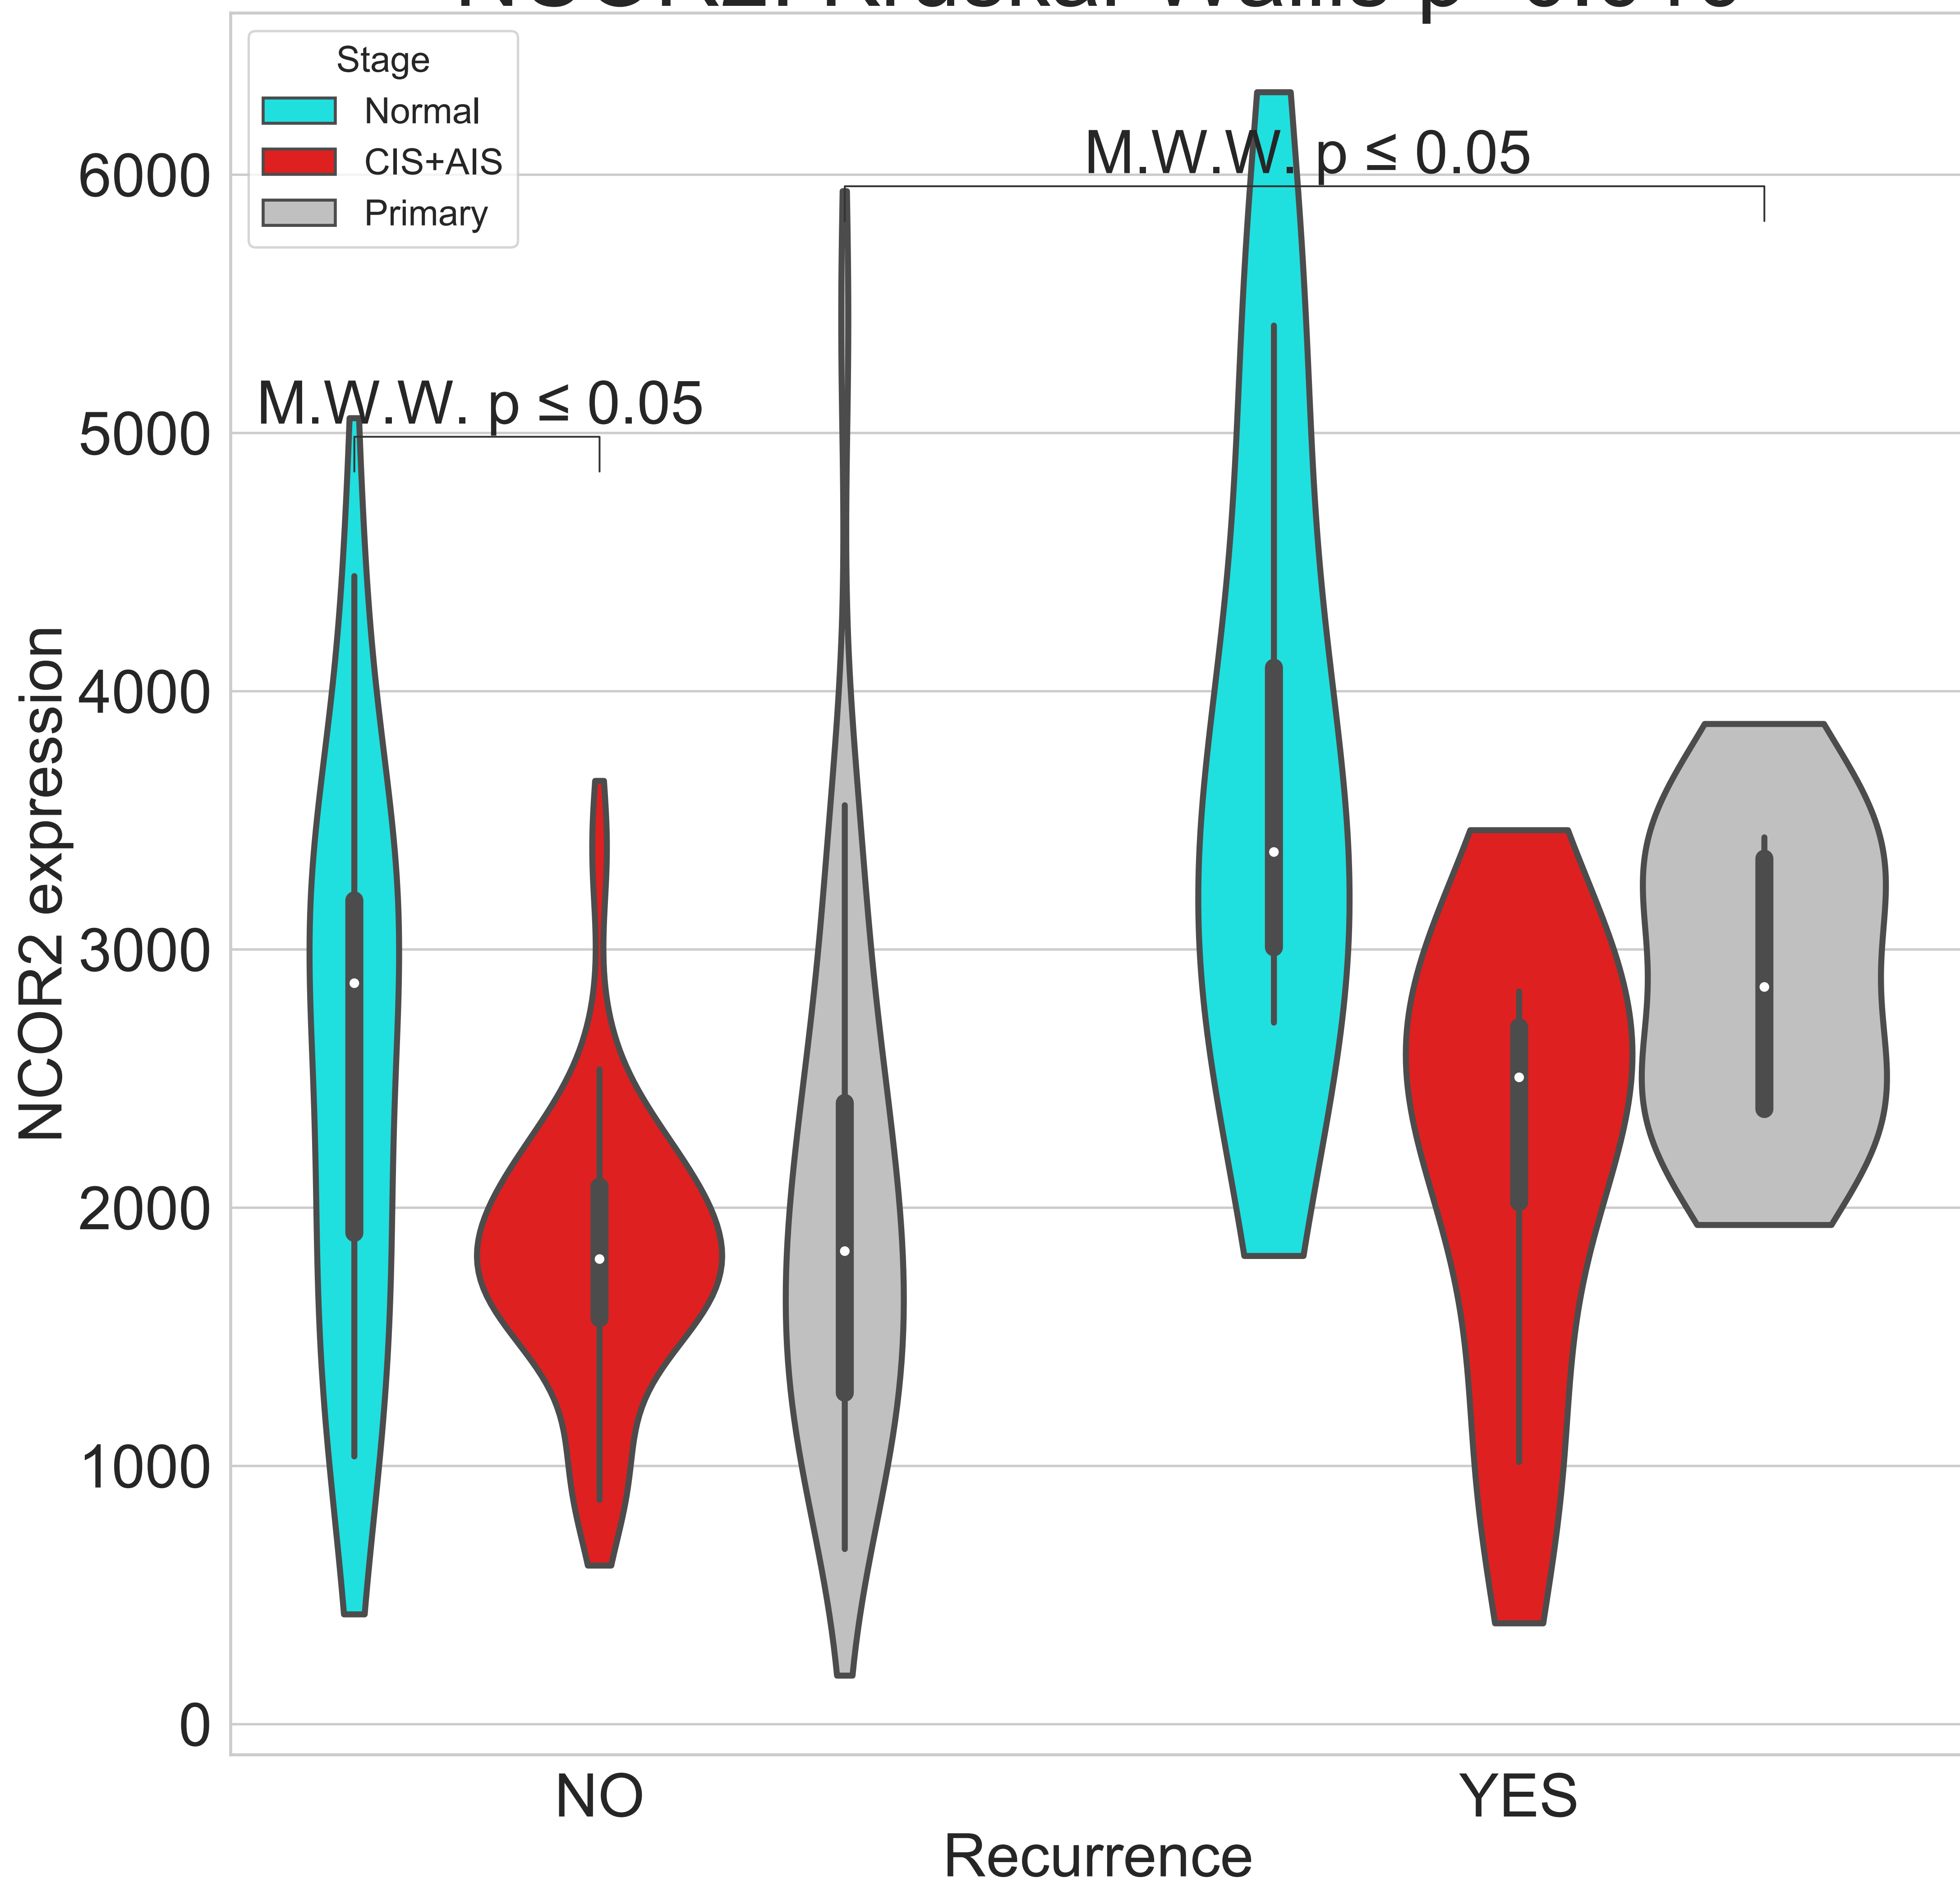 Stage
Normal
CIS+AIS
Primary
M.W.W. p ≤ 0.05
M.W.W. p ≤ 0.05
6000
5000
4000
3000
2000
1000
0
NCOR2 expression
NO
YES
Recurrence